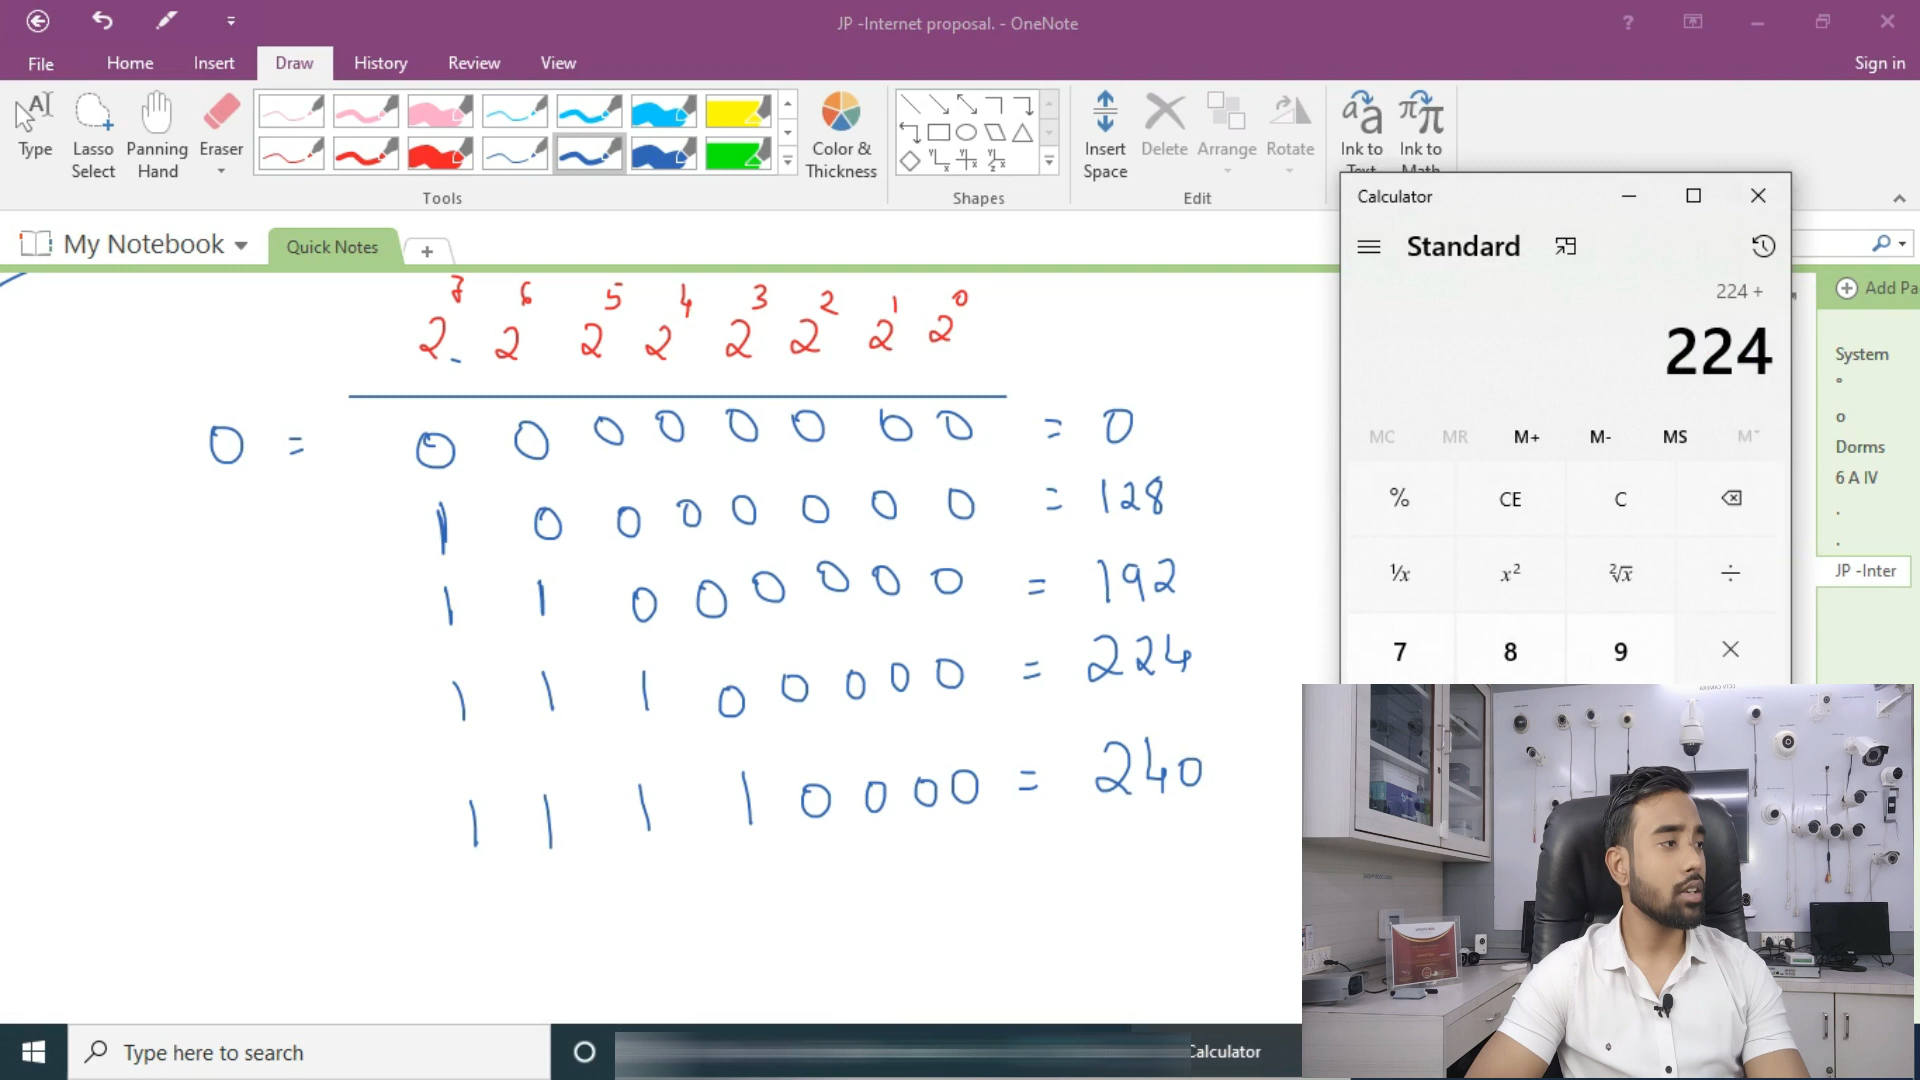 JP -Internet proposal. - OneNote
File Home Insert Draw History Review View Sign in
Type Lasso Select Panning Hand Eraser Color & Thickness Insert Space Delete Arrange Rotate Ink to Text Ink to Math
Tools Shapes Edit
My Notebook Quick Notes
Add Pa
System
o
Dorms
6 A IV
.
.
JP -Inter
2^7 2^6 2^5 2^4 2^3 2^2 2^1 2^0
0 = 0 0 0 0 0 0 0 0 = 0
1 0 0 0 0 0 0 0 = 128
1 1 0 0 0 0 0 0 = 192
1 1 1 0 0 0 0 0 = 224
1 1 1 1 0 0 0 0 = 240
Calculator
Standard
224 +
224
MC MR M+ M- MS M˅
% CE C
1/x x² ²√x ÷
7 8 9 ×
Type here to search
Calculator